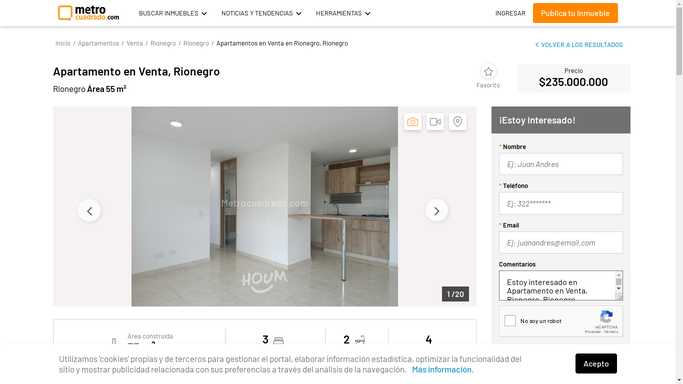 metro
cuadrado.com
BUSCAR INMUEBLES
NOTICIAS Y TENDENCIAS
HERRAMIENTAS
INGRESAR
Publica tu Inmueble
Inicio / Apartamentos / Venta / Rionegro / Rionegro / Apartamentos en Venta en Rionegro, Rionegro
VOLVER A LOS RESULTADOS
Apartamento en Venta, Rionegro
Rionegro Área 55 m²
Favorito
Precio
$235.000.000
Metrocuadrado.com
HOUM
1 / 20
¡Estoy Interesado!
* Nombre
Ej: Juan Andres
* Teléfono
Ej: 322*******
* Email
Ej: juanandres@email.com
Comentarios
Estoy interesado en
Apartamento en Venta,
Rionegro, Rionegro
No soy un robot
reCAPTCHA
Privacidad - Términos
Área construida
3
2
4
Utilizamos 'cookies' propias y de terceros para gestionar el portal, elaborar información estadística, optimizar la funcionalidad del
sitio y mostrar publicidad relacionada con sus preferencias a través del análisis de la navegación. Más información.
Acepto